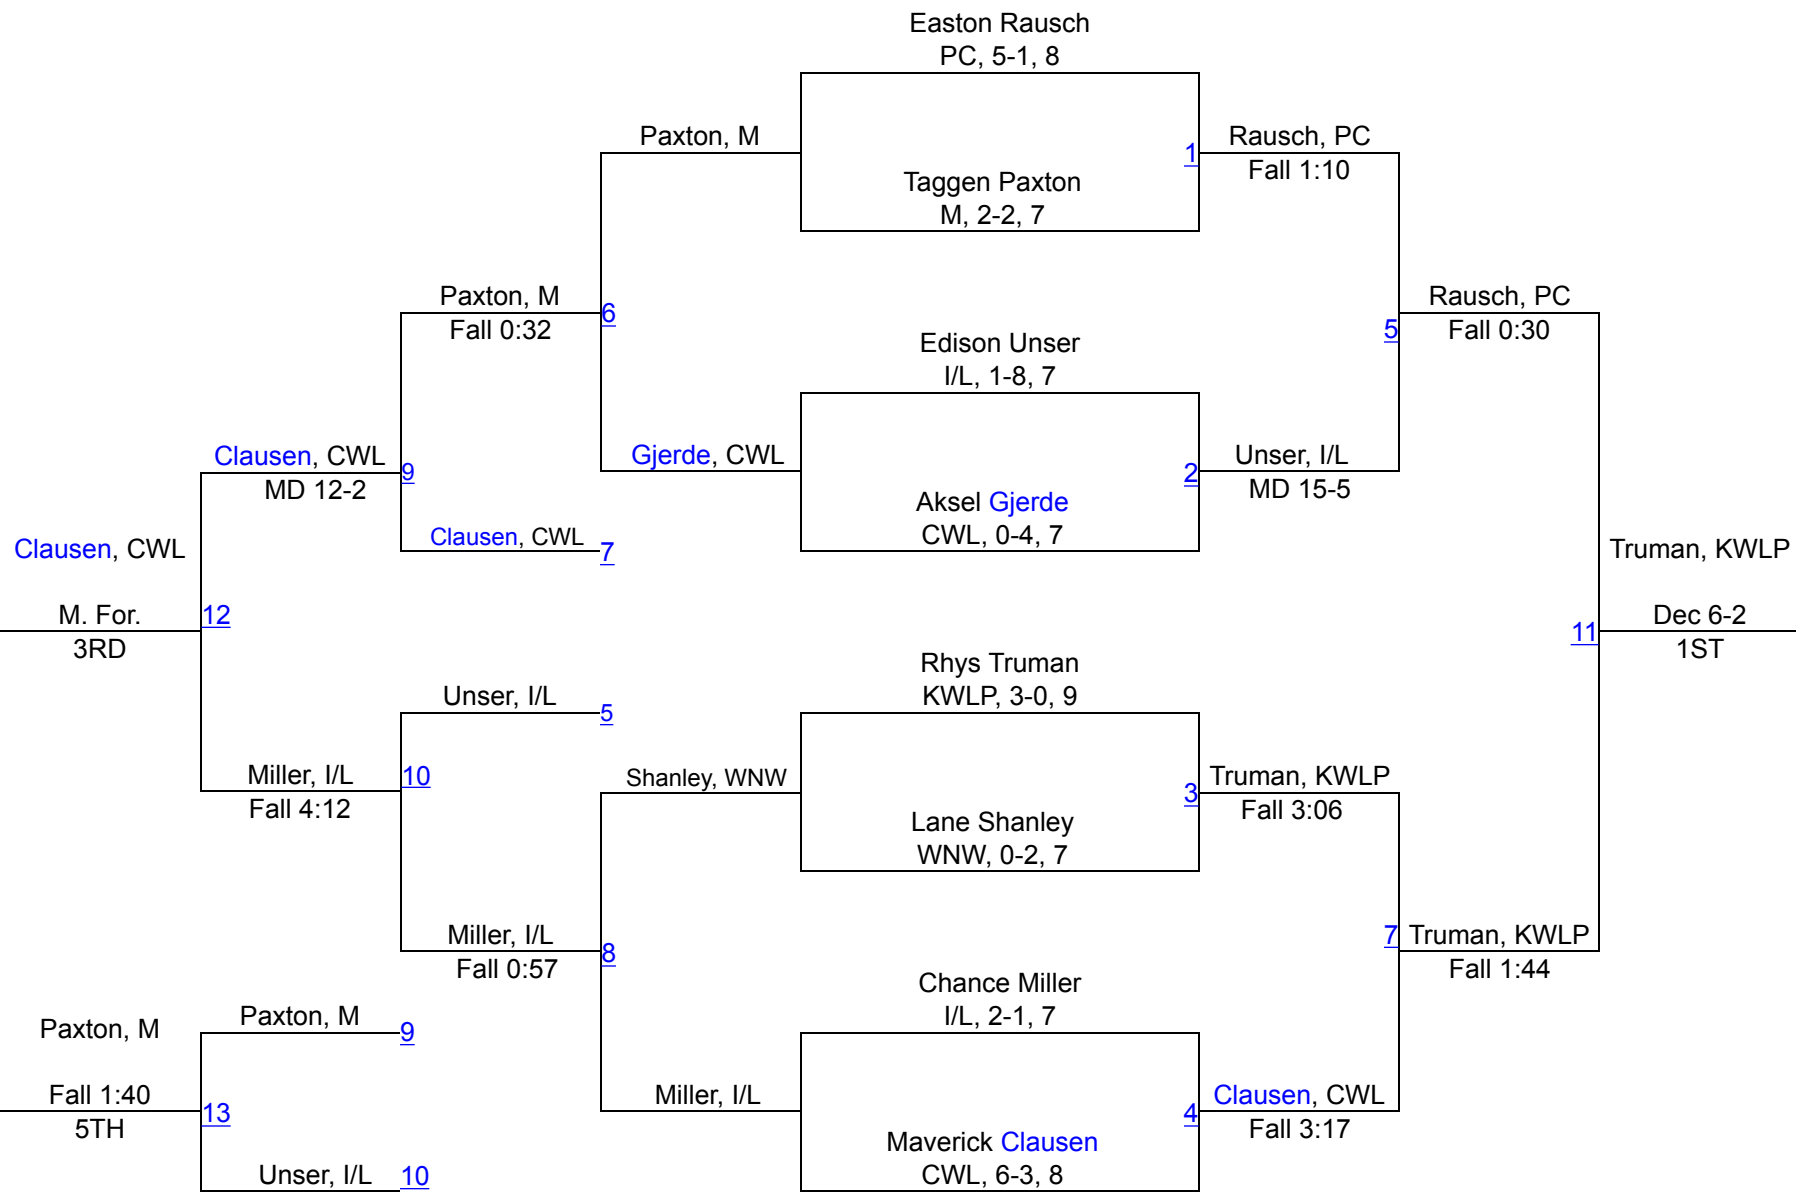 Easton Rausch
PC, 5-1, 8
Paxton, M
1
Rausch, PC
Fall 1:10
Taggen Paxton
M, 2-2, 7
Paxton, M
Fall 0:32
6
Rausch, PC
Fall 0:30
5
Edison Unser
I/L, 1-8, 7
Clausen, CWL
MD 12-2
9
Gjerde, CWL
2
Unser, I/L
MD 15-5
Aksel Gjerde
CWL, 0-4, 7
Clausen, CWL
7
Clausen, CWL
M. For.
3RD
12
Truman, KWLP
Dec 6-2
1ST
11
Rhys Truman
KWLP, 3-0, 9
Unser, I/L
5
Miller, I/L
Fall 4:12
10
Shanley, WNW
3
Truman, KWLP
Fall 3:06
Lane Shanley
WNW, 0-2, 7
Miller, I/L
Fall 0:57
8
7
Truman, KWLP
Fall 1:44
Chance Miller
I/L, 2-1, 7
Paxton, M
9
Paxton, M
Fall 1:40
5TH
13
Miller, I/L
4
Clausen, CWL
Fall 3:17
Maverick Clausen
CWL, 6-3, 8
Unser, I/L
10